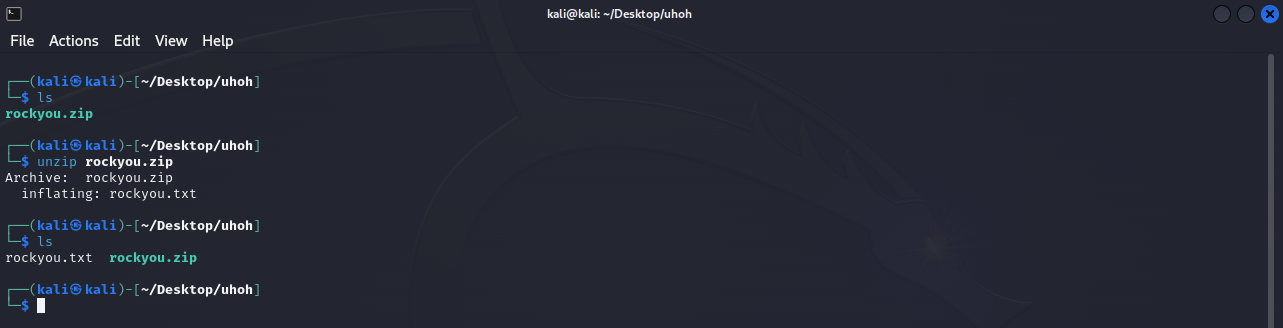 kali@kali: ~/Desktop/uhoh
File Actions Edit View Help
┌──(kali㉿kali)-[~/Desktop/uhoh]
└─$ ls
rockyou.zip
┌──(kali㉿kali)-[~/Desktop/uhoh]
└─$ unzip rockyou.zip
Archive:  rockyou.zip
  inflating: rockyou.txt
┌──(kali㉿kali)-[~/Desktop/uhoh]
└─$ ls
rockyou.txt  rockyou.zip
┌──(kali㉿kali)-[~/Desktop/uhoh]
└─$